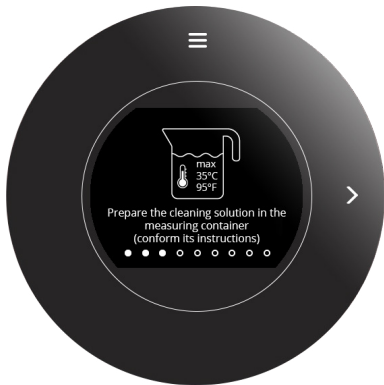 max
35°C
95°F
Prepare the cleaning solution in the
measuring container
(conform its instructions)